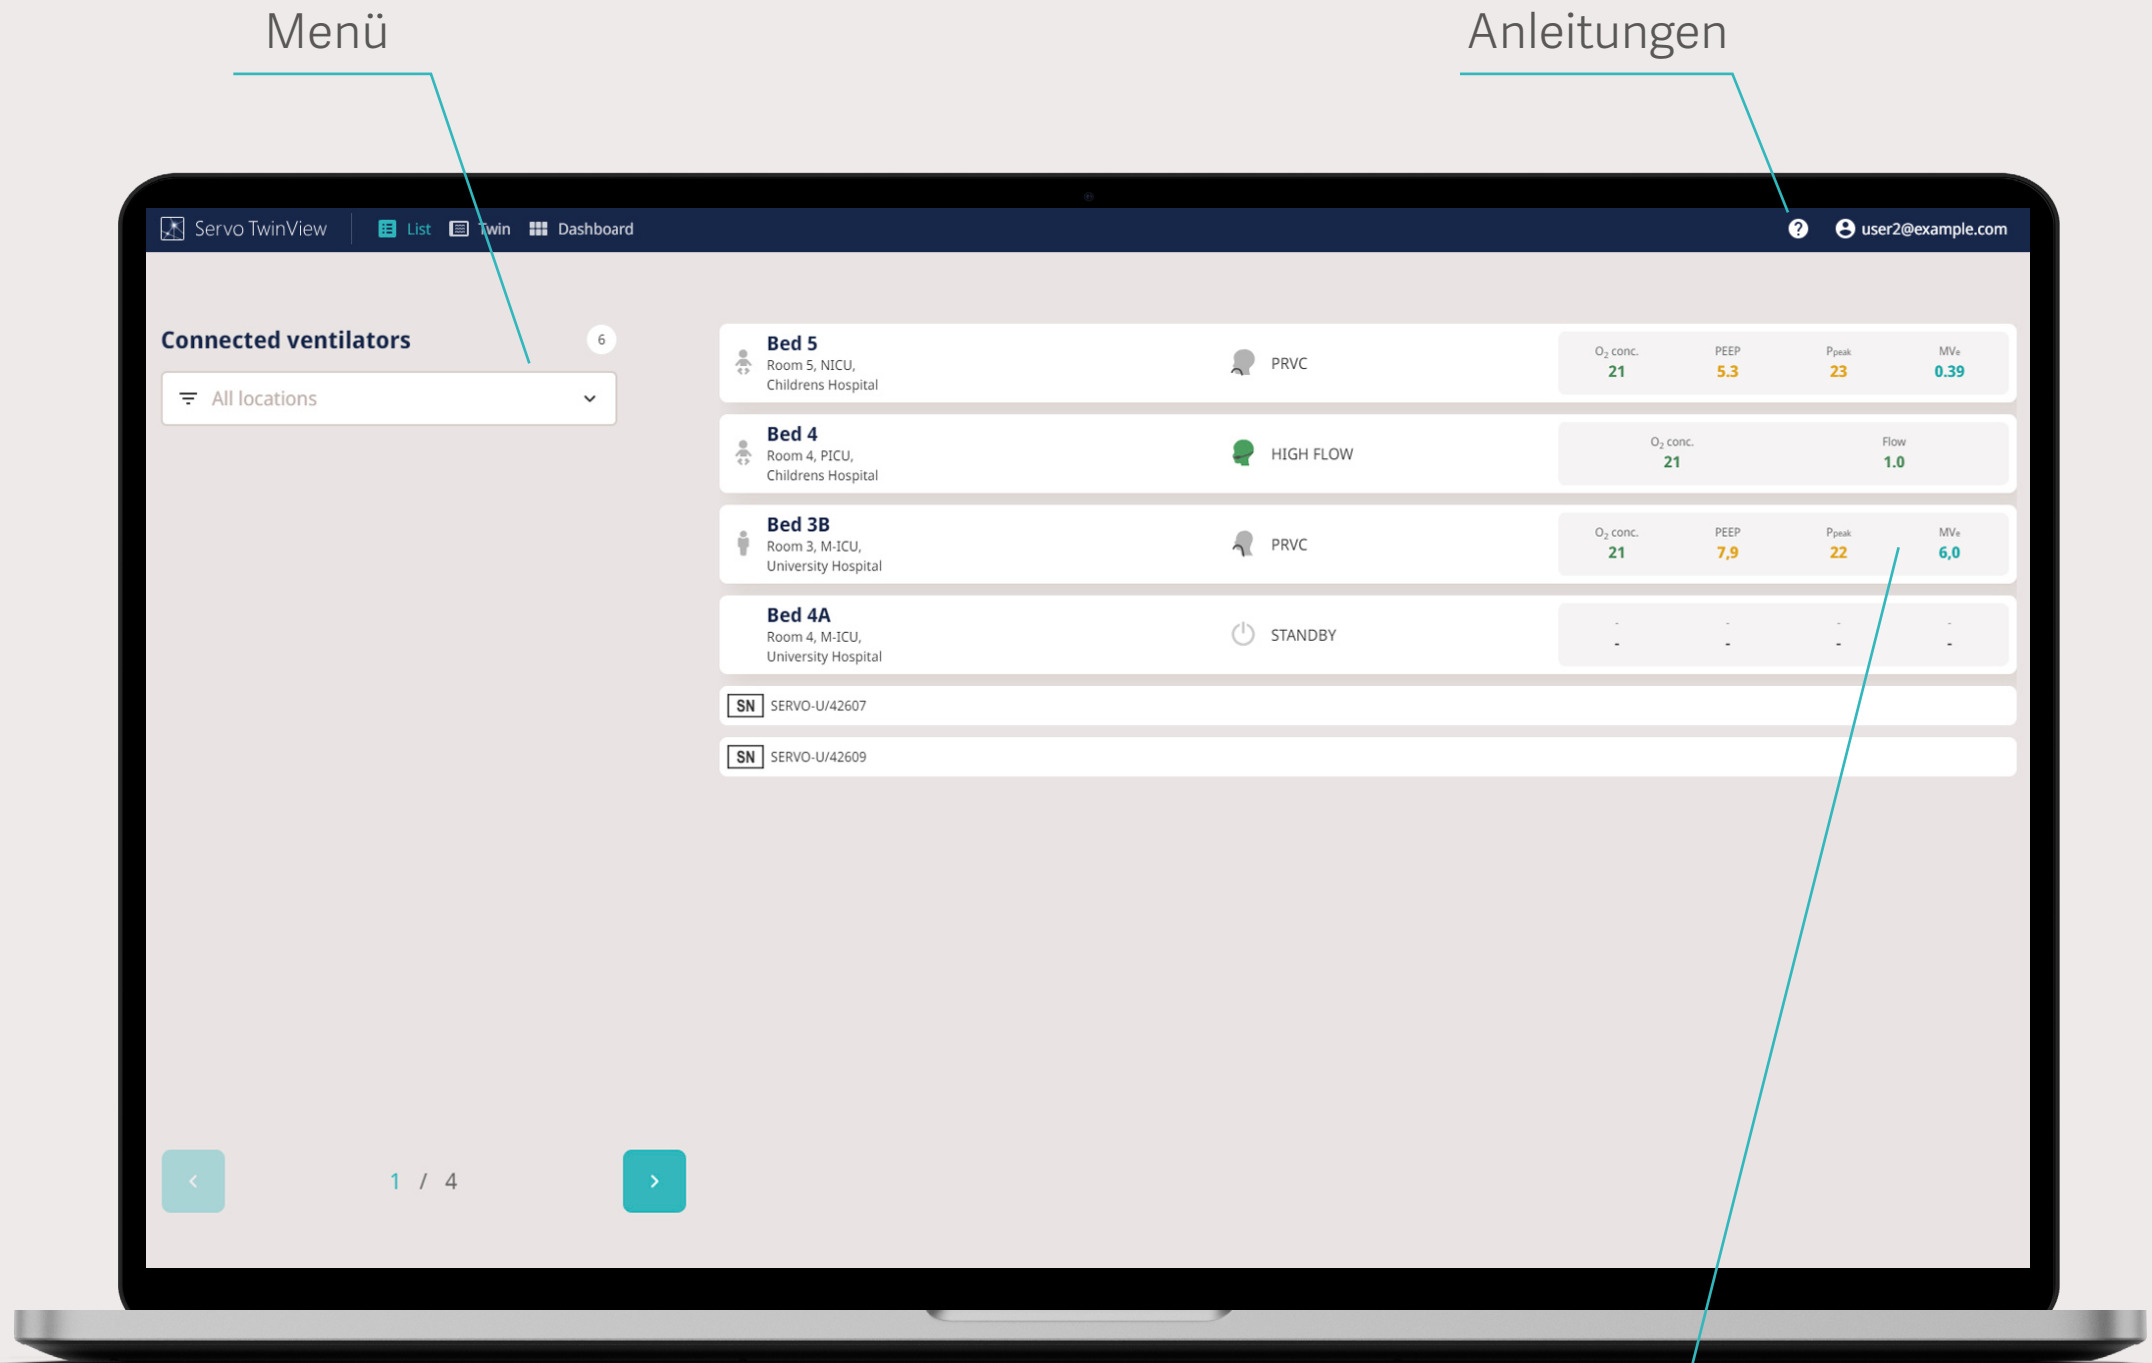 Menü
Anleitungen
Servo TwinView
List
Twin
Dashboard
user2@example.com
Connected ventilators
6
All locations
Bed 5
Room 5, NICU,
Childrens Hospital
PRVC
O₂ conc.
PEEP
Ppeak
MVe
21
5.3
23
0.39
Bed 4
Room 4, PICU,
Childrens Hospital
HIGH FLOW
O₂ conc.
Flow
21
1.0
Bed 3B
Room 3, M-ICU,
University Hospital
PRVC
O₂ conc.
PEEP
Ppeak
MVe
21
7,9
22
6,0
Bed 4A
Room 4, M-ICU,
University Hospital
STANDBY
- - - -
- - - -
SN SERVO-U/42607
SN SERVO-U/42609
1 / 4